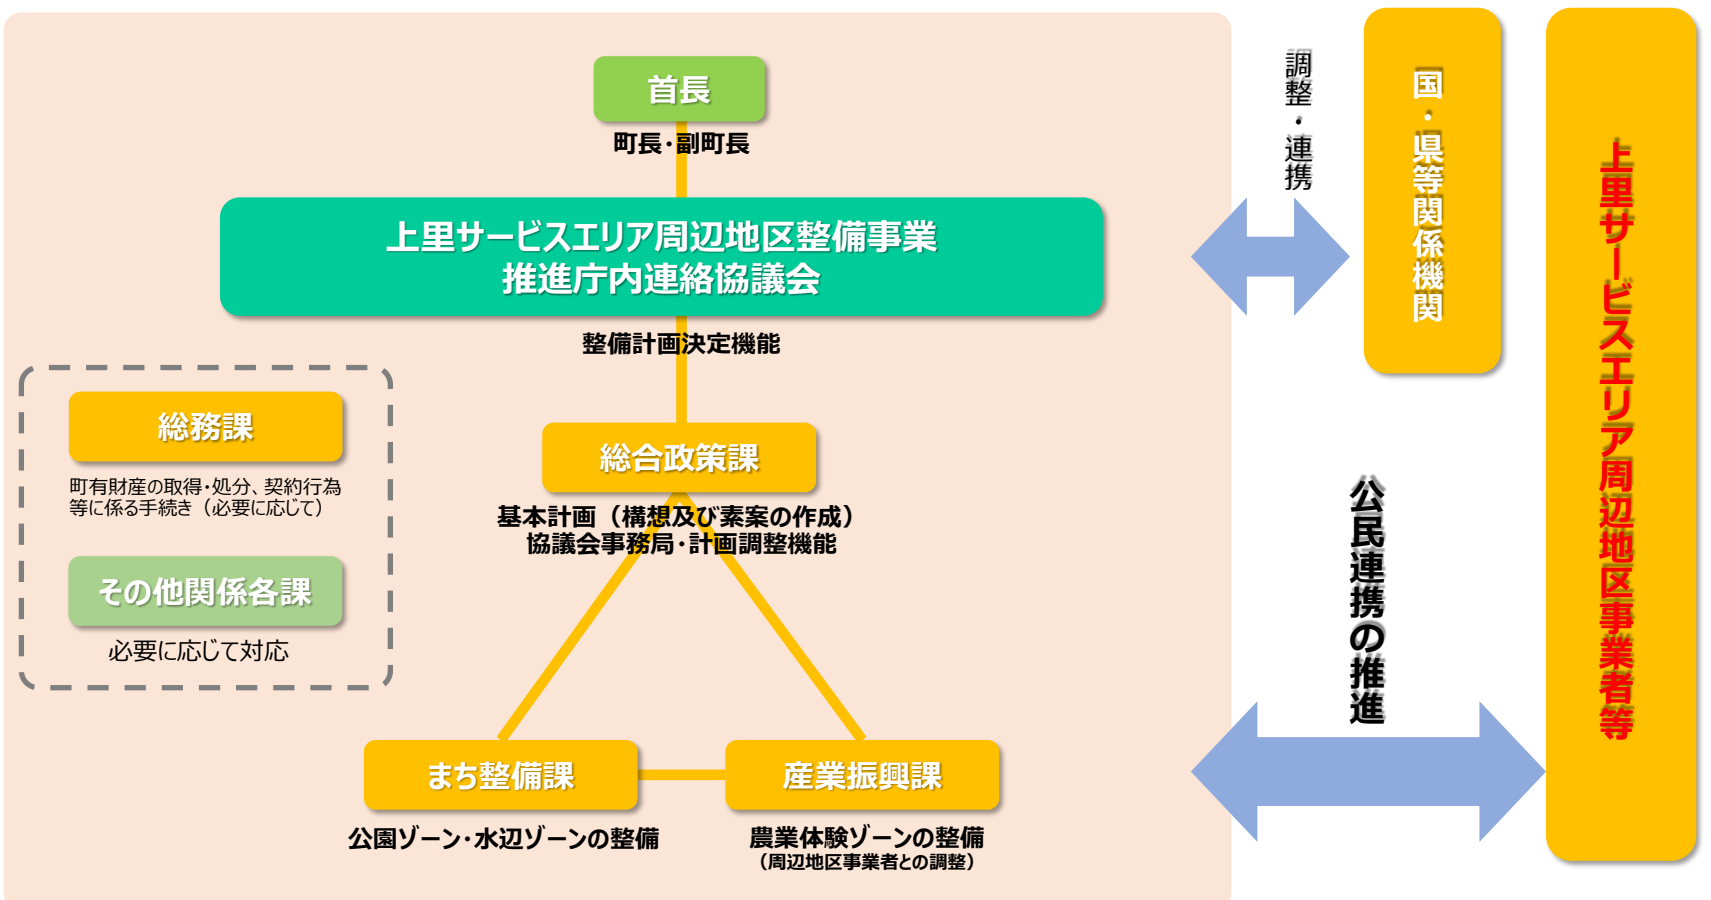 首長
町長・副町長
上里サービスエリア周辺地区整備事業
推進庁内連絡協議会
整備計画決定機能
総務課
町有財産の取得・処分、契約行為
等に係る手続き（必要に応じて）
その他関係各課
必要に応じて対応
総合政策課
基本計画（構想及び素案の作成）
協議会事務局・計画調整機能
まち整備課
公園ゾーン・水辺ゾーンの整備
産業振興課
農業体験ゾーンの整備
（周辺地区事業者との調整）
調整・連携
国・県等関係機関
公民連携の推進
上里サービスエリア周辺地区事業者等